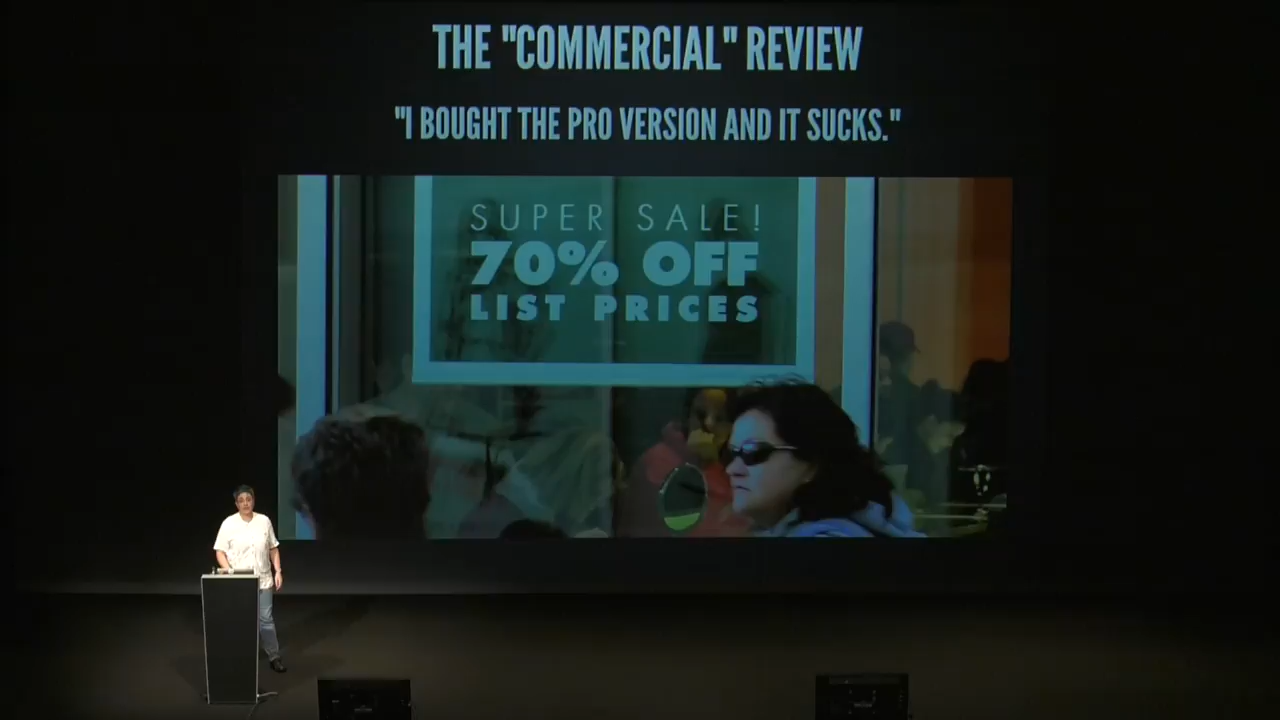 THE "COMMERCIAL" REVIEW
"I BOUGHT THE PRO VERSION AND IT SUCKS."
SUPER SALE!
70% OFF
LIST PRICES